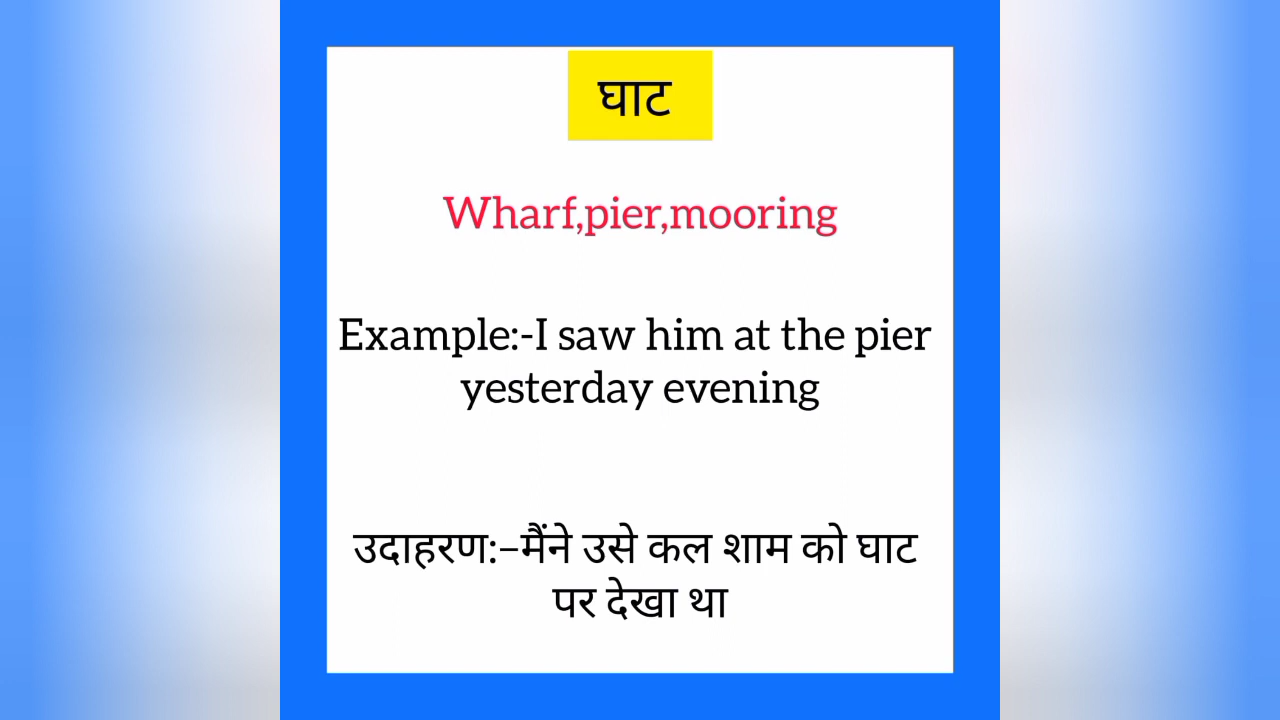 घाट
Wharf,pier,mooring
Example:-I saw him at the pier
yesterday evening
उदाहरण:–मैंने उसे कल शाम को घाट
पर देखा था